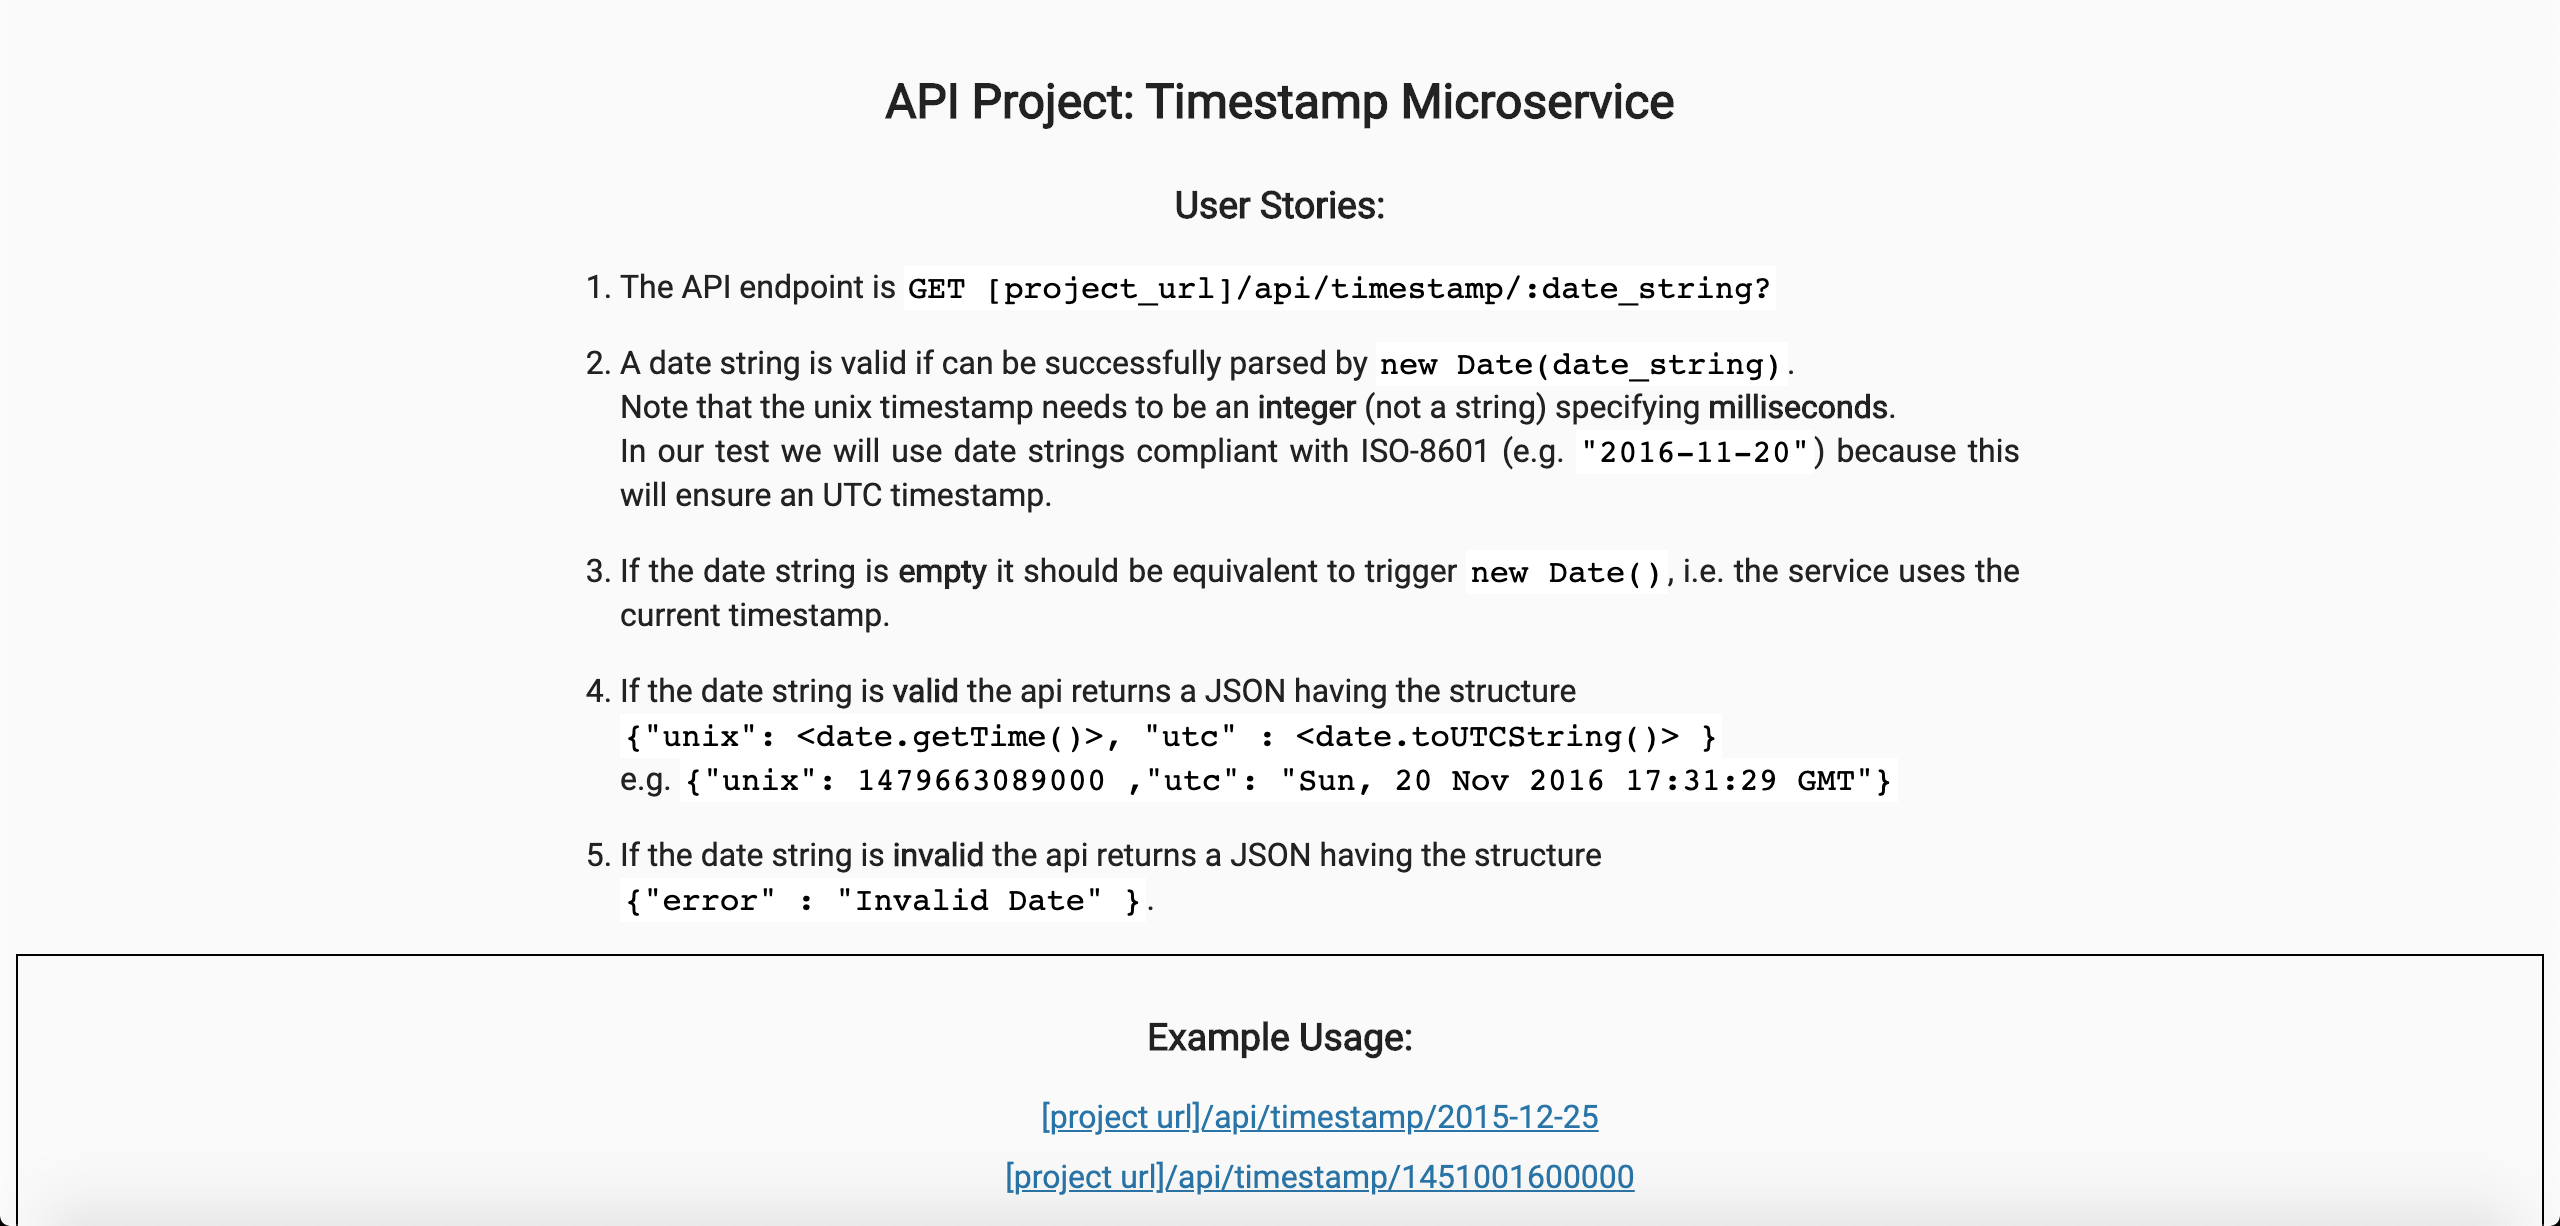 API Project: Timestamp Microservice
User Stories:
1. The API endpoint is GET [project_url]/api/timestamp/:date_string?
2. A date string is valid if can be successfully parsed by new Date(date_string).
Note that the unix timestamp needs to be an integer (not a string) specifying milliseconds.
In our test we will use date strings compliant with ISO-8601 (e.g. "2016-11-20") because this
will ensure an UTC timestamp.
3. If the date string is empty it should be equivalent to trigger new Date(), i.e. the service uses the
current timestamp.
4. If the date string is valid the api returns a JSON having the structure
{"unix": <date.getTime()>, "utc" : <date.toUTCString()> }
e.g. {"unix": 1479663089000 ,"utc": "Sun, 20 Nov 2016 17:31:29 GMT"}
5. If the date string is invalid the api returns a JSON having the structure
{"error" : "Invalid Date" }.
Example Usage:
[project url]/api/timestamp/2015-12-25
[project url]/api/timestamp/1451001600000